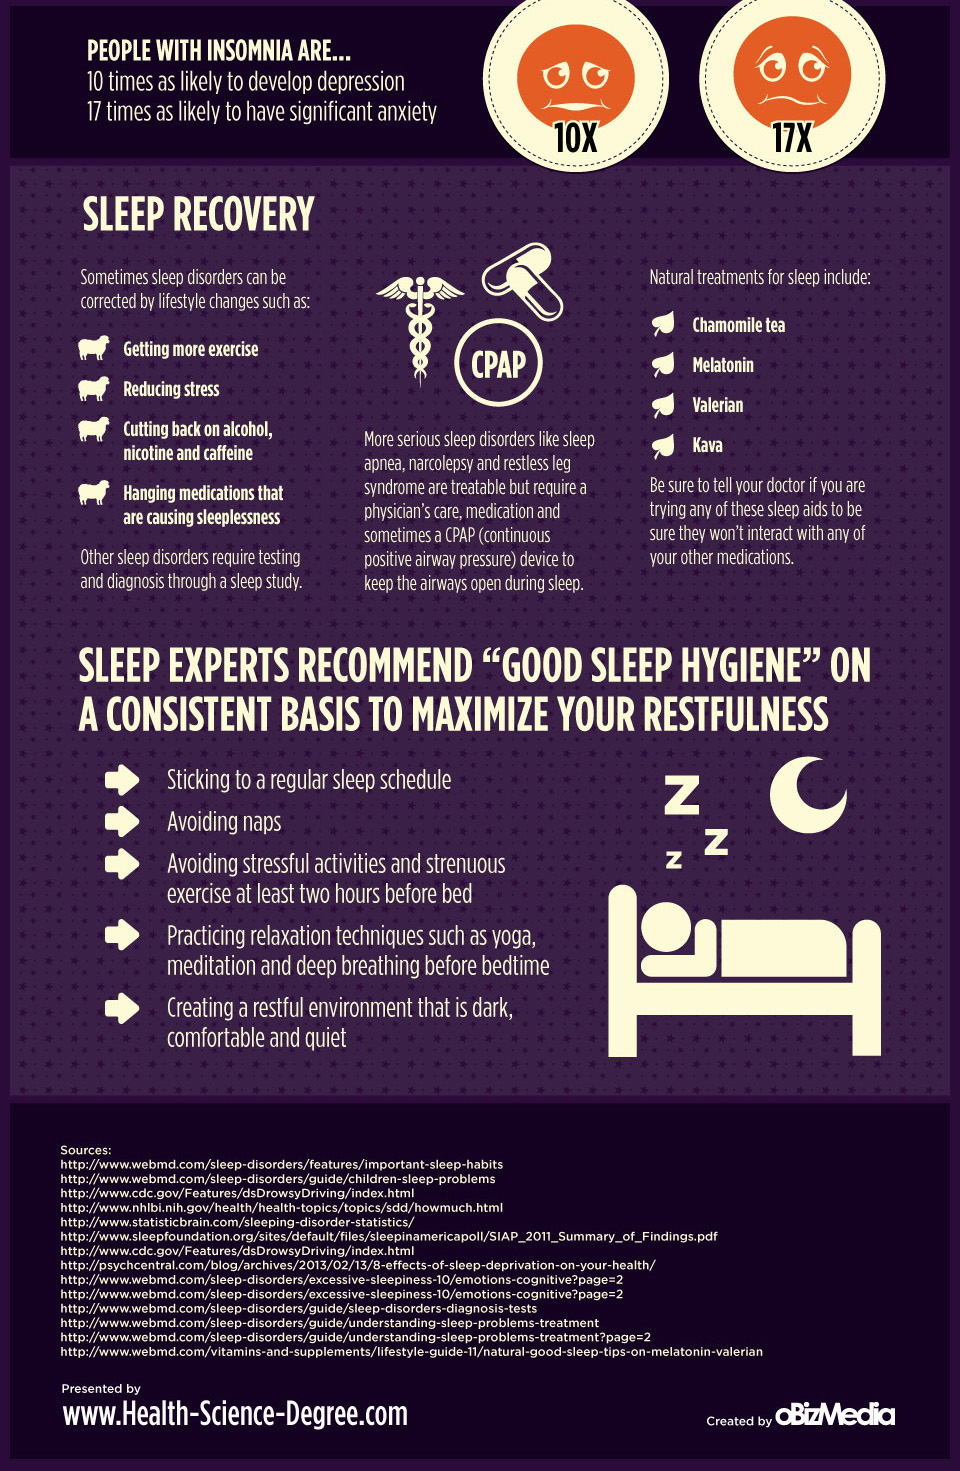 PEOPLE WITH INSOMNIA ARE...
10 times as likely to develop depression
17 times as likely to have significant anxiety
10X
17X
SLEEP RECOVERY
Sometimes sleep disorders can be
corrected by lifestyle changes such as:
Getting more exercise
Reducing stress
Cutting back on alcohol,
nicotine and caffeine
Hanging medications that
are causing sleeplessness
Other sleep disorders require testing
and diagnosis through a sleep study.
CPAP
More serious sleep disorders like sleep
apnea, narcolepsy and restless leg
syndrome are treatable but require a
physician's care, medication and
sometimes a CPAP (continuous
positive airway pressure) device to
keep the airways open during sleep.
Natural treatments for sleep include:
Chamomile tea
Melatonin
Valerian
Kava
Be sure to tell your doctor if you are
trying any of these sleep aids to be
sure they won't interact with any of
your other medications.
SLEEP EXPERTS RECOMMEND “GOOD SLEEP HYGIENE” ON
A CONSISTENT BASIS TO MAXIMIZE YOUR RESTFULNESS
Sticking to a regular sleep schedule
Avoiding naps
Avoiding stressful activities and strenuous
exercise at least two hours before bed
Practicing relaxation techniques such as yoga,
meditation and deep breathing before bedtime
Creating a restful environment that is dark,
comfortable and quiet
Z
Z
Z
Sources:
http://www.webmd.com/sleep-disorders/features/important-sleep-habits
http://www.webmd.com/sleep-disorders/guide/children-sleep-problems
http://www.cdc.gov/Features/dsDrowsyDriving/index.html
http://www.nhlbi.nih.gov/health/health-topics/topics/sdd/howmuch.html
http://www.statisticbrain.com/sleeping-disorder-statistics/
http://www.sleepfoundation.org/sites/default/files/sleepinamericapoll/SIAP_2011_Summary_of_Findings.pdf
http://www.cdc.gov/Features/dsDrowsyDriving/index.html
http://psychcentral.com/blog/archives/2013/02/13/8-effects-of-sleep-deprivation-on-your-health/
http://www.webmd.com/sleep-disorders/excessive-sleepiness-10/emotions-cognitive?page=2
http://www.webmd.com/sleep-disorders/excessive-sleepiness-10/emotions-cognitive?page=2
http://www.webmd.com/sleep-disorders/guide/sleep-disorders-diagnosis-tests
http://www.webmd.com/sleep-disorders/guide/understanding-sleep-problems-treatment
http://www.webmd.com/sleep-disorders/guide/understanding-sleep-problems-treatment?page=2
http://www.webmd.com/vitamins-and-supplements/lifestyle-guide-11/natural-good-sleep-tips-on-melatonin-valerian
Presented by
www.Health-Science-Degree.com
Created by oBizMedia